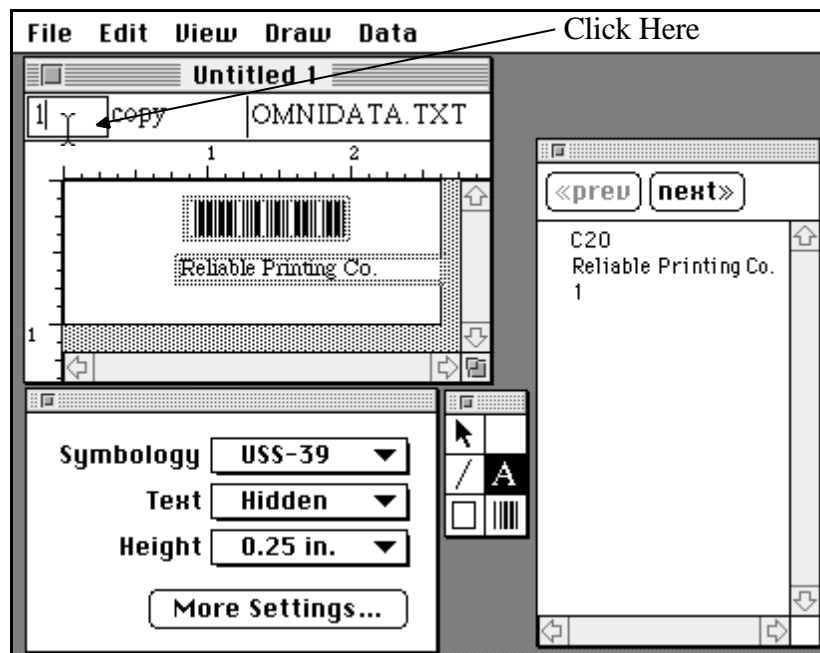 File Edit View Draw Data
Click Here
Untitled 1
1 copy OMNIDATA.TXT
1 2
Reliable Printing Co.
1
«prev next»
C20
Reliable Printing Co.
1
Symbology USS-39
Text Hidden
Height 0.25 in.
More Settings...
A